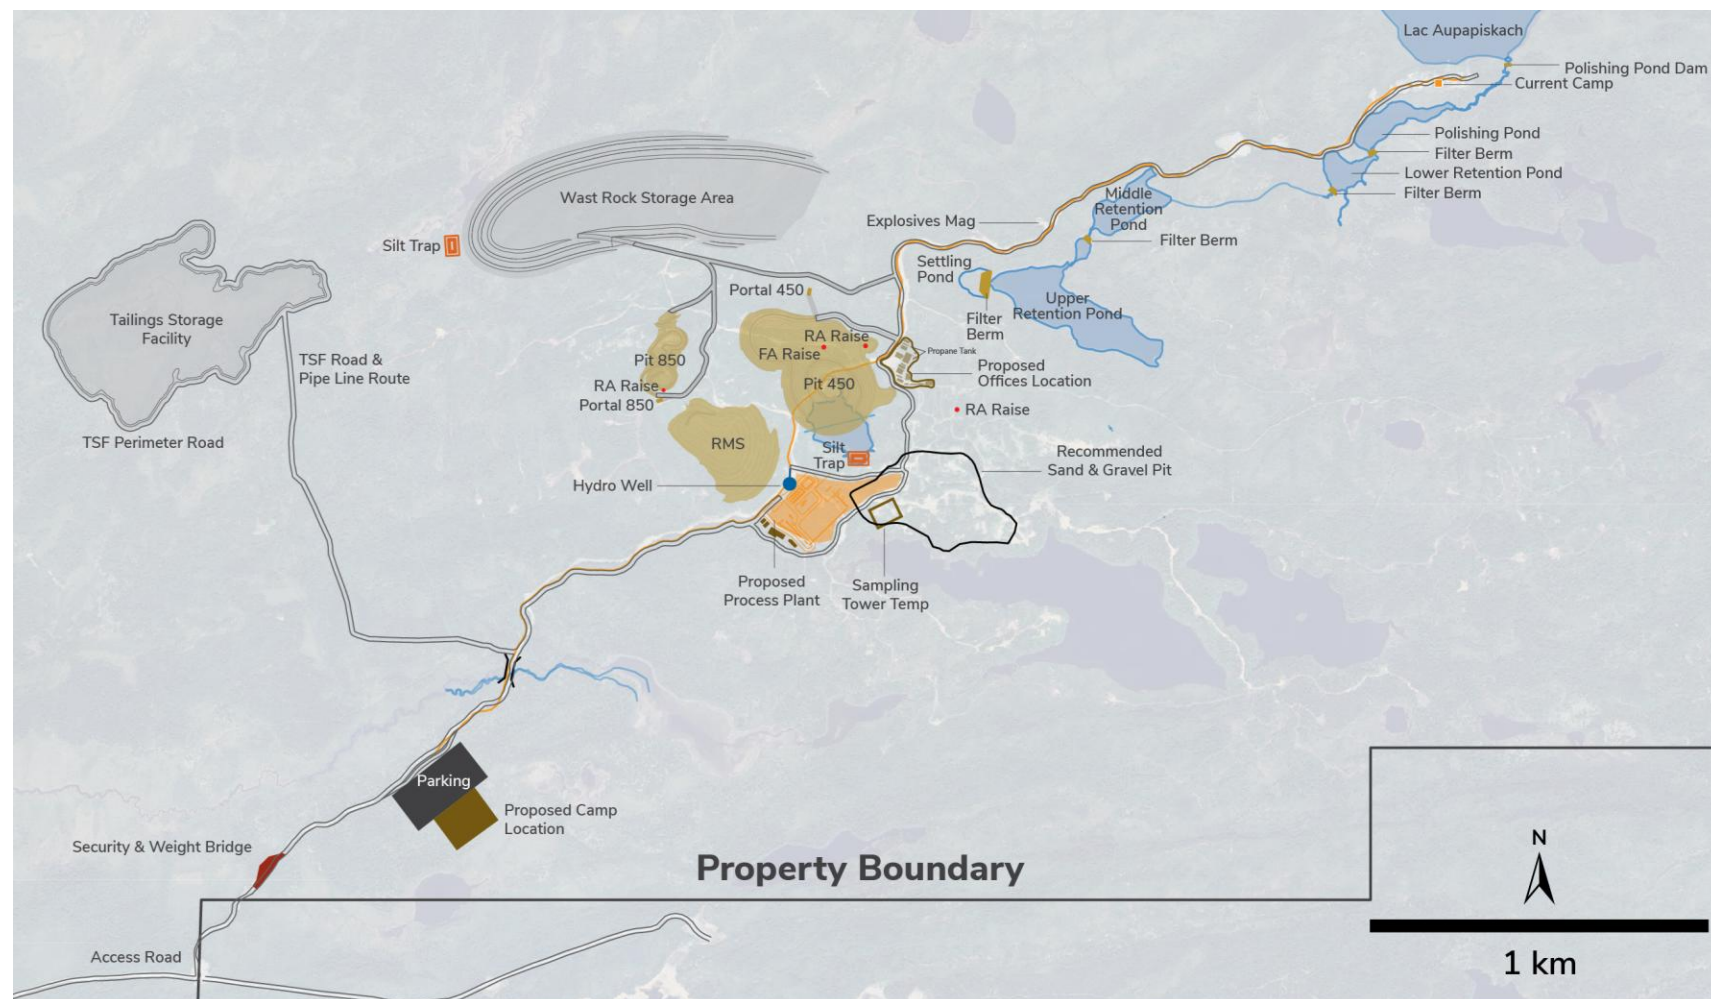 Lac Aupapiskach
Polishing Pond Dam
Current Camp
Polishing Pond
Filter Berm
Lower Retention Pond
Filter Berm
Middle
Retention
Pond
Wast Rock Storage Area
Explosives Mag
Filter Berm
Silt Trap
Settling
Pond
Portal 450
Upper
Retention Pond
Tailings Storage
Facility
Filter
Berm
RA Raise
FA Raise
Propane Tank
TSF Road &
Pipe Line Route
Pit 850
Proposed
Offices Location
RA Raise
Portal 850
Pit 450
RA Raise
TSF Perimeter Road
RMS
Silt
Trap
Recommended
Sand & Gravel Pit
Hydro Well
Proposed
Process Plant
Sampling
Tower Temp
Parking
Proposed Camp
Location
Security & Weight Bridge
Property Boundary
N
Access Road
1 km